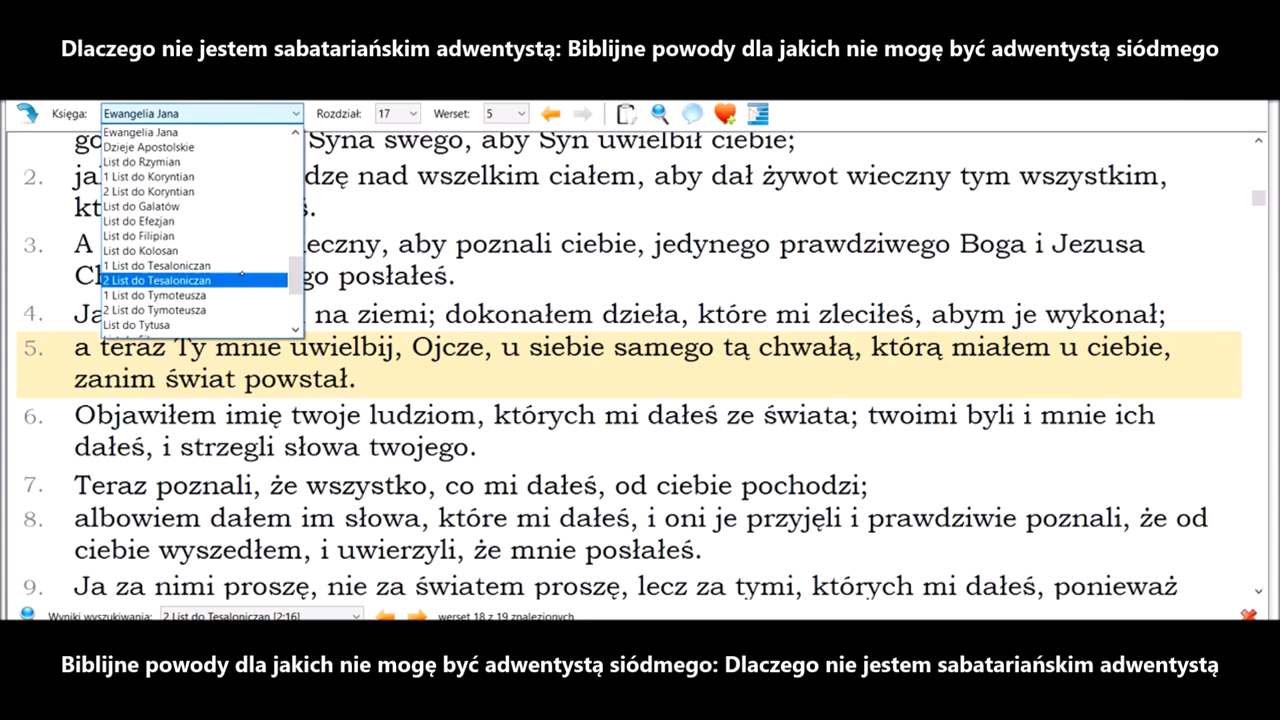 Dlaczego nie jestem sabatariańskim adwentystą: Biblijne powody dla jakich nie mogę być adwentystą siódmego
Księga: Ewangelia Jana Rozdział: 17 Werset: 5
Ewangelia Jana
Dzieje Apostolskie
List do Rzymian
1 List do Koryntian
2 List do Koryntian
List do Galatów
List do Efezjan
List do Filipian
List do Kolosan
1 List do Tesaloniczan
2 List do Tesaloniczan
1 List do Tymoteusza
2 List do Tymoteusza
List do Tytusa
Syna swego, aby Syn uwielbił ciebie;
2. nad wszelkim ciałem, aby dał żywot wieczny tym wszystkim,
3. A aby poznali ciebie, jedynego prawdziwego Boga i Jezusa
posłałeś.
4. na ziemi; dokonałem dzieła, które mi zleciłeś, abym je wykonał;
5. a teraz Ty mnie uwielbij, Ojcze, u siebie samego tą chwałą, którą miałem u ciebie,
zanim świat powstał.
6. Objawiłem imię twoje ludziom, których mi dałeś ze świata; twoimi byli i mnie ich
dałeś, i strzegli słowa twojego.
7. Teraz poznali, że wszystko, co mi dałeś, od ciebie pochodzi;
8. albowiem dałem im słowa, które mi dałeś, i oni je przyjęli i prawdziwie poznali, że od
ciebie wyszedłem, i uwierzyli, że mnie posłałeś.
9. Ja za nimi proszę, nie za światem proszę, lecz za tymi, których mi dałeś, ponieważ
Wyniki wyszukiwania: 2 List do Tesaloniczan [2:16] werset 18 z 19 znalezionych
Biblijne powody dla jakich nie mogę być adwentystą siódmego: Dlaczego nie jestem sabatariańskim adwentystą